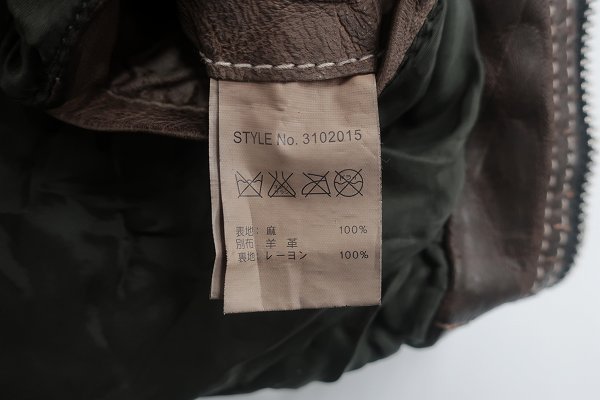 STYLE No. 3102015
表地: 麻 100%
別布: 羊 革
裏地: レーヨン 100%